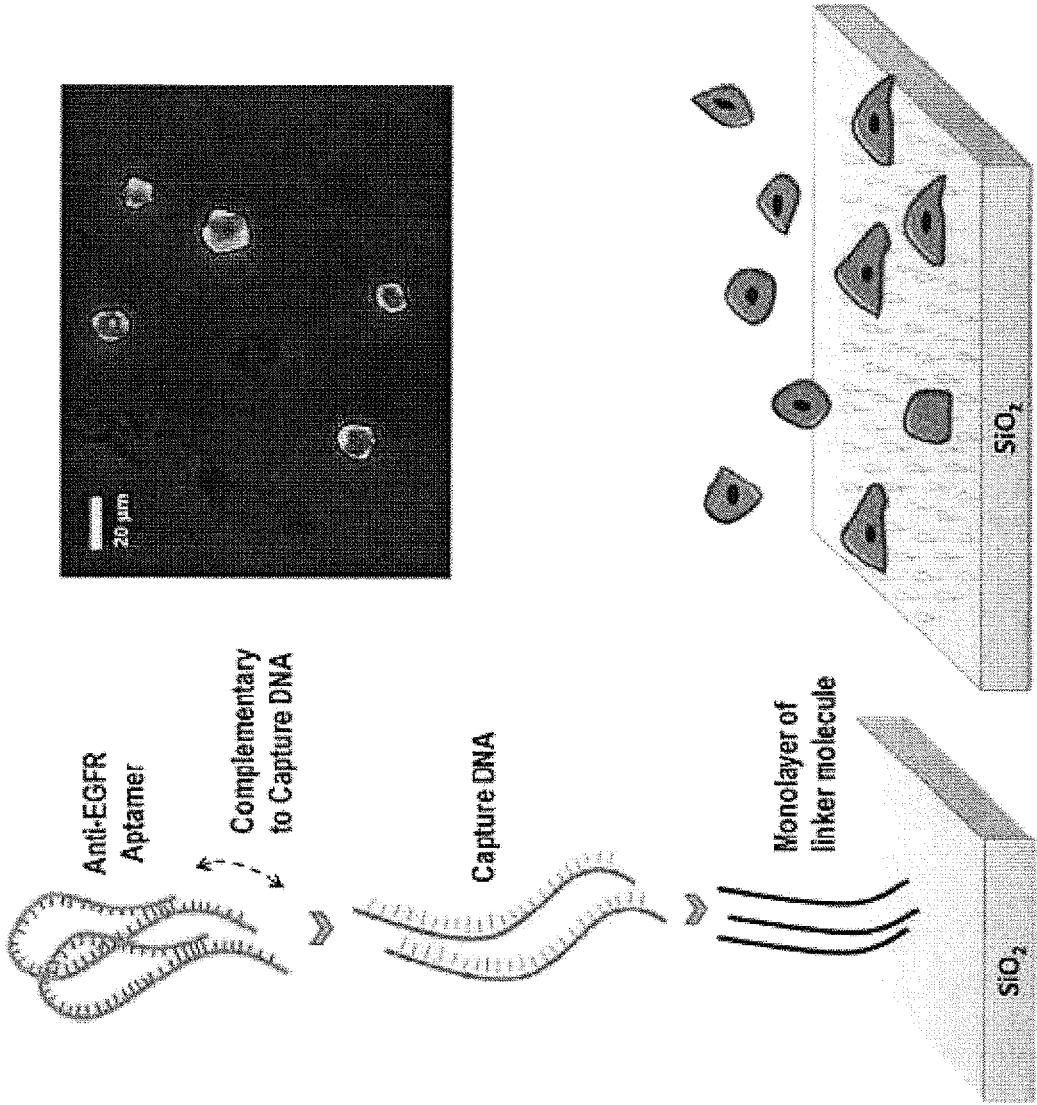 Anti-EGFR
Aptamer
Complementary
to Capture DNA
Capture DNA
Monolayer of
linker molecule
SiO₂
20 μm
SiO₂